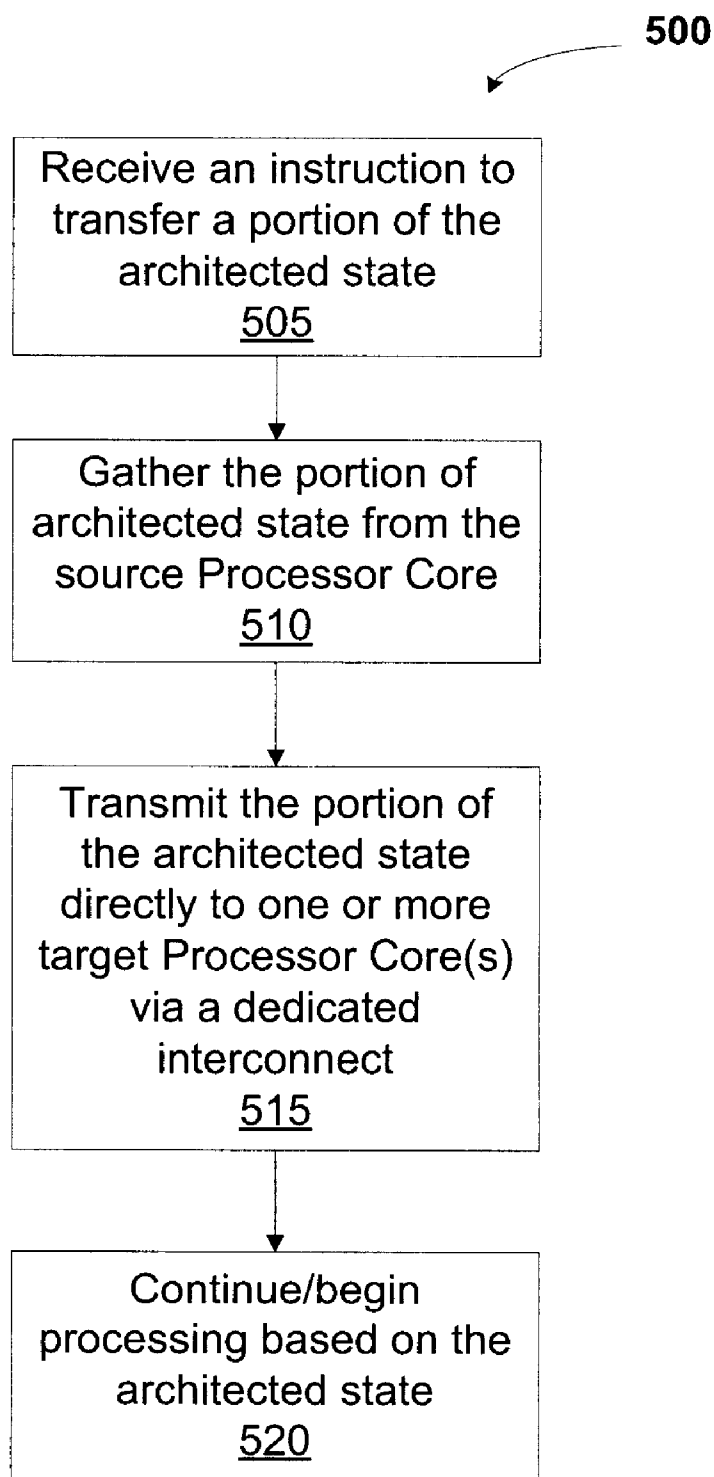 500
Receive an instruction to
transfer a portion of the
architected state
505
Gather the portion of
architected state from the
source Processor Core
510
Transmit the portion of
the architected state
directly to one or more
target Processor Core(s)
via a dedicated
interconnect
515
Continue/begin
processing based on the
architected state
520